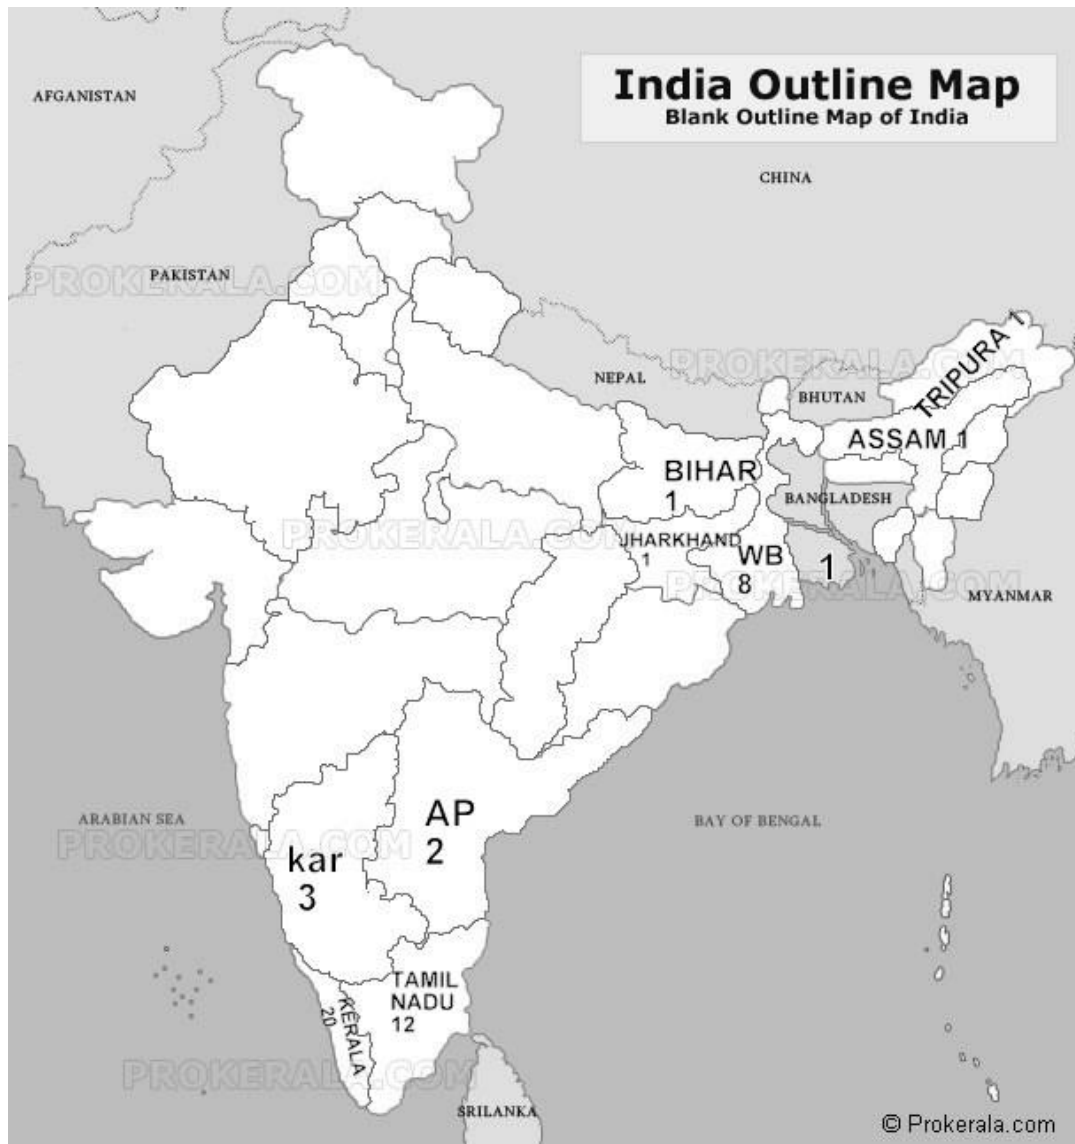 India Outline Map
Blank Outline Map of India
AFGANISTAN
CHINA
PAKISTAN
PROKERALA.COM
NEPAL
PROKERALA.COM
BHUTAN
TRIPURA 1
ASSAM 1
BIHAR
1
BANGLADESH
PROKERALA.COM
JHARKHAND
1
WB
8
1
PROKERALA.COM
MYANMAR
ARABIAN SEA
PROKERALA.COM
AP
2
BAY OF BENGAL
kar
3
TAMIL
NADU
12
KERALA
20
PROKERALA.COM
SRILANKA
© Prokerala.com